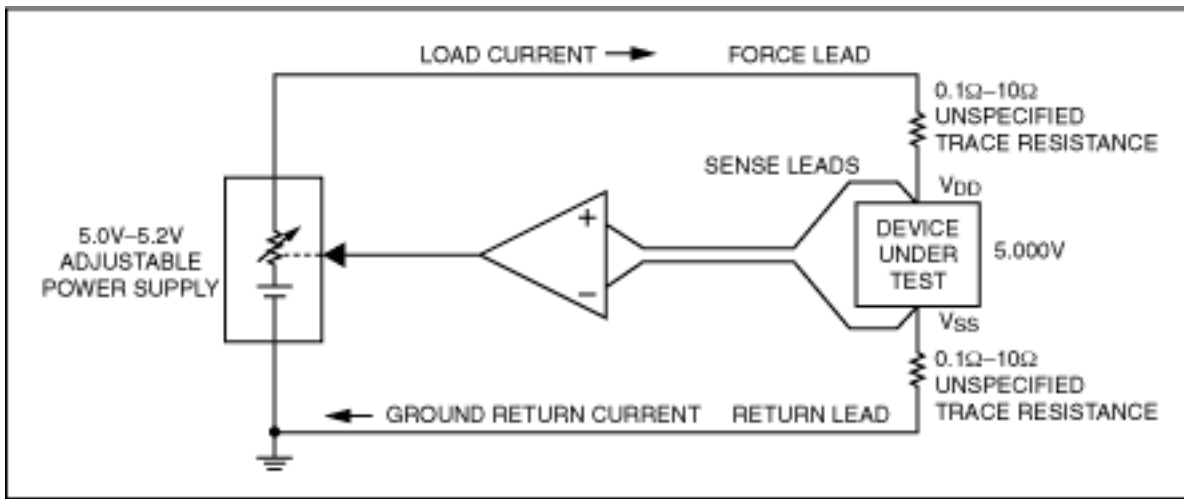 LOAD CURRENT
FORCE LEAD
0.1Ω–10Ω
UNSPECIFIED
TRACE RESISTANCE
SENSE LEADS
VDD
5.0V–5.2V
ADJUSTABLE
POWER SUPPLY
+
−
DEVICE
UNDER
TEST
5.000V
VSS
0.1Ω–10Ω
UNSPECIFIED
TRACE RESISTANCE
GROUND RETURN CURRENT
RETURN LEAD